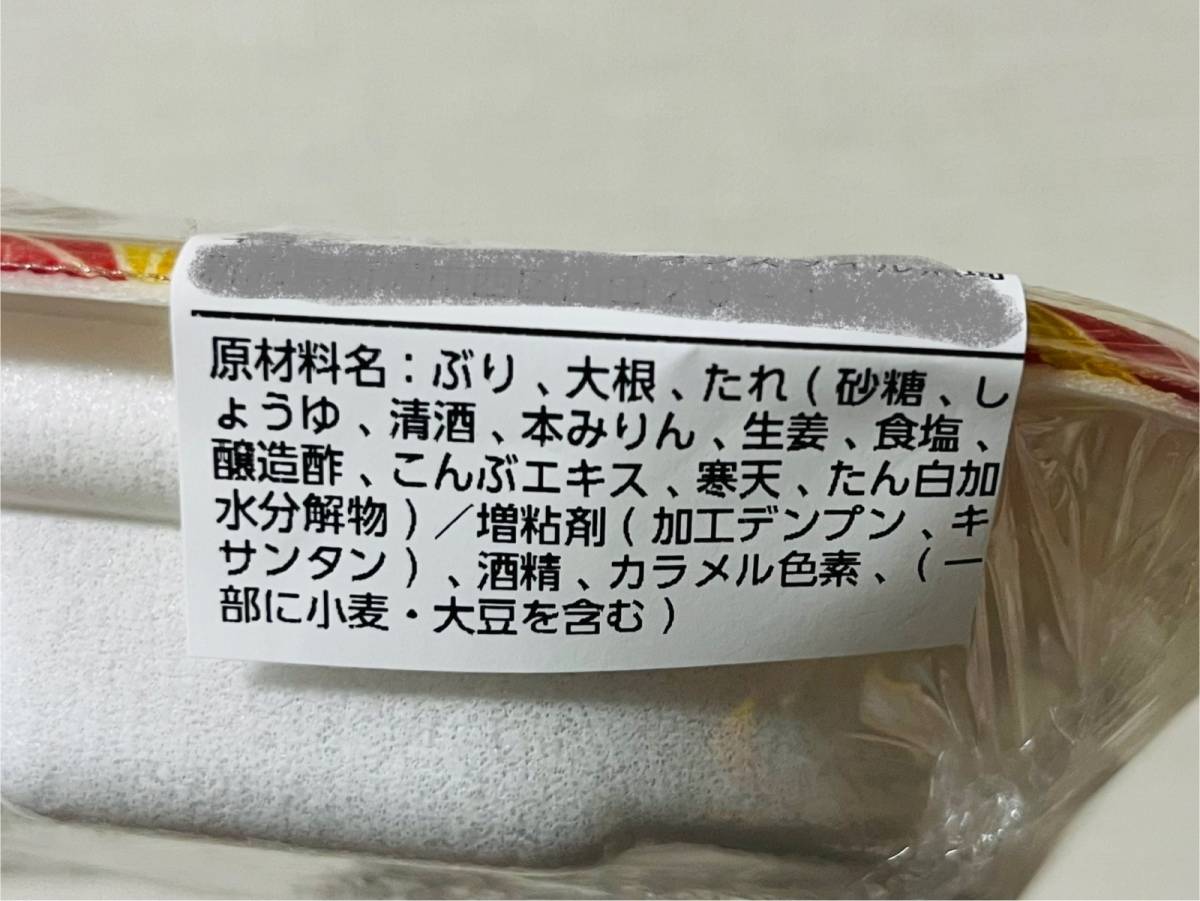 原材料名：ぶり、大根、たれ(砂糖、し
ょうゆ、清酒、本みりん、生姜、食塩、
醸造酢、こんぶエキス、寒天、たん白加
水分解物)／増粘剤(加工デンプン、キ
サンタン)、酒精、カラメル色素、(一
部に小麦・大豆を含む)